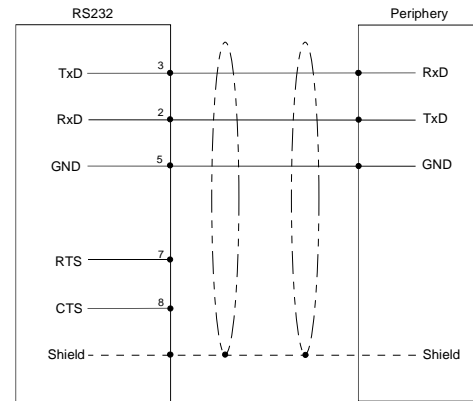 RS232 Periphery
TxD 3 RxD
RxD 2 TxD
GND 5 GND
RTS 7
CTS 8
Shield Shield